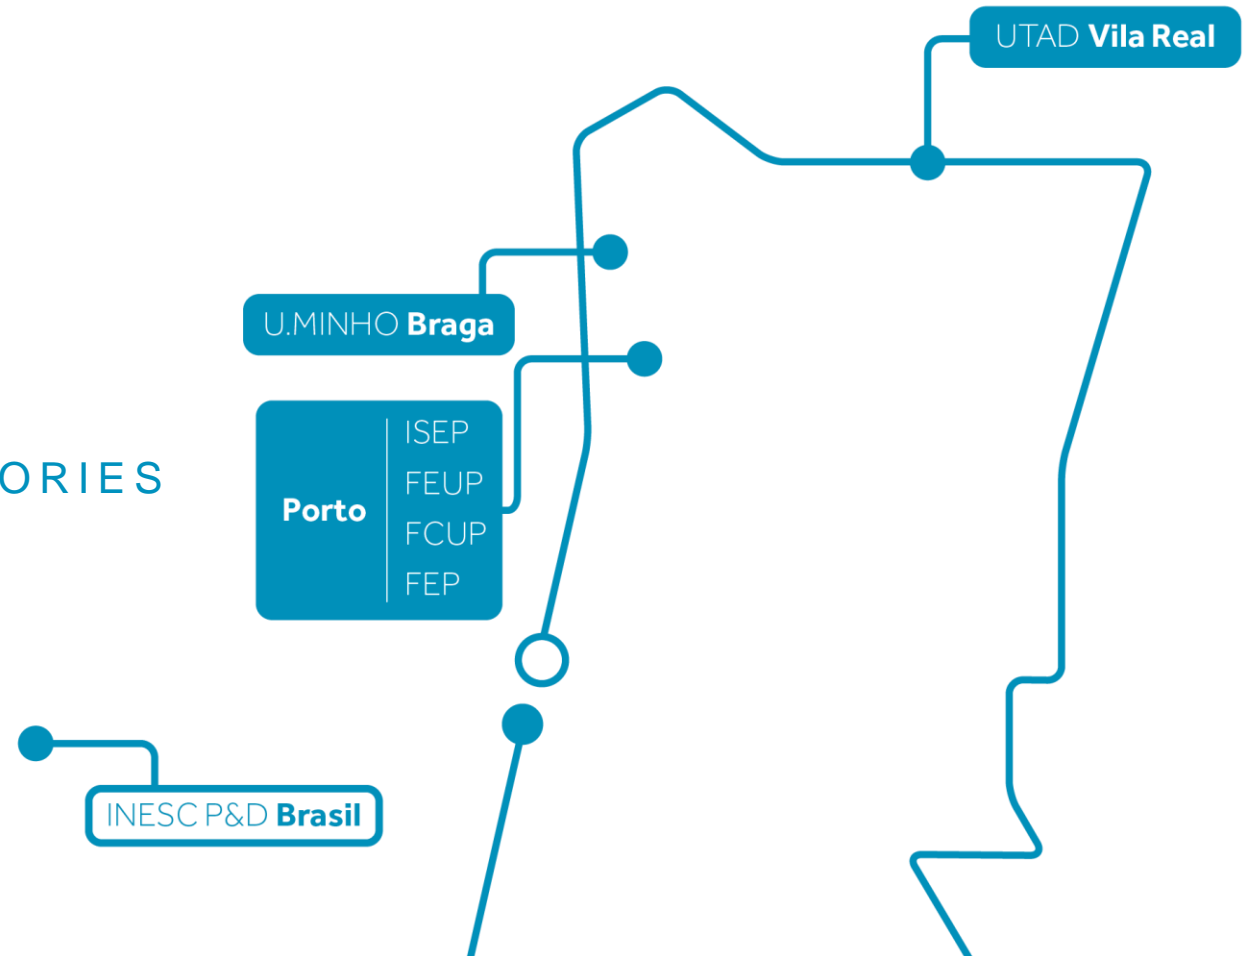 UTAD Vila Real
U.MINHO Braga
Porto
ISEP
FEUP
FCUP
FEP
ORIES
INESC P&D Brasil